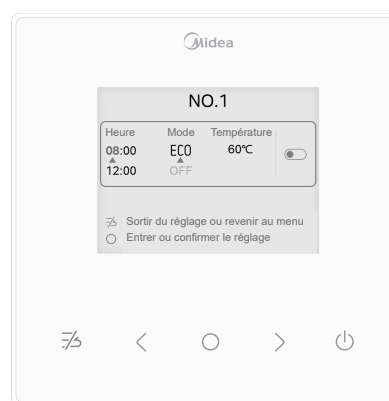 Midea
NO.1
Heure Mode Température
08:00 ECO 60℃
12:00 OFF
Sortir du réglage ou revenir au menu
Entrer ou confirmer le réglage